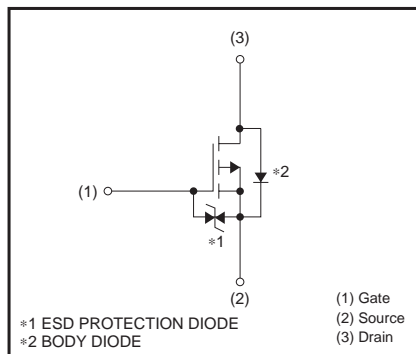 (3)
∗2
(1)
∗1
(2)
∗1 ESD PROTECTION DIODE
∗2 BODY DIODE
(1) Gate
(2) Source
(3) Drain